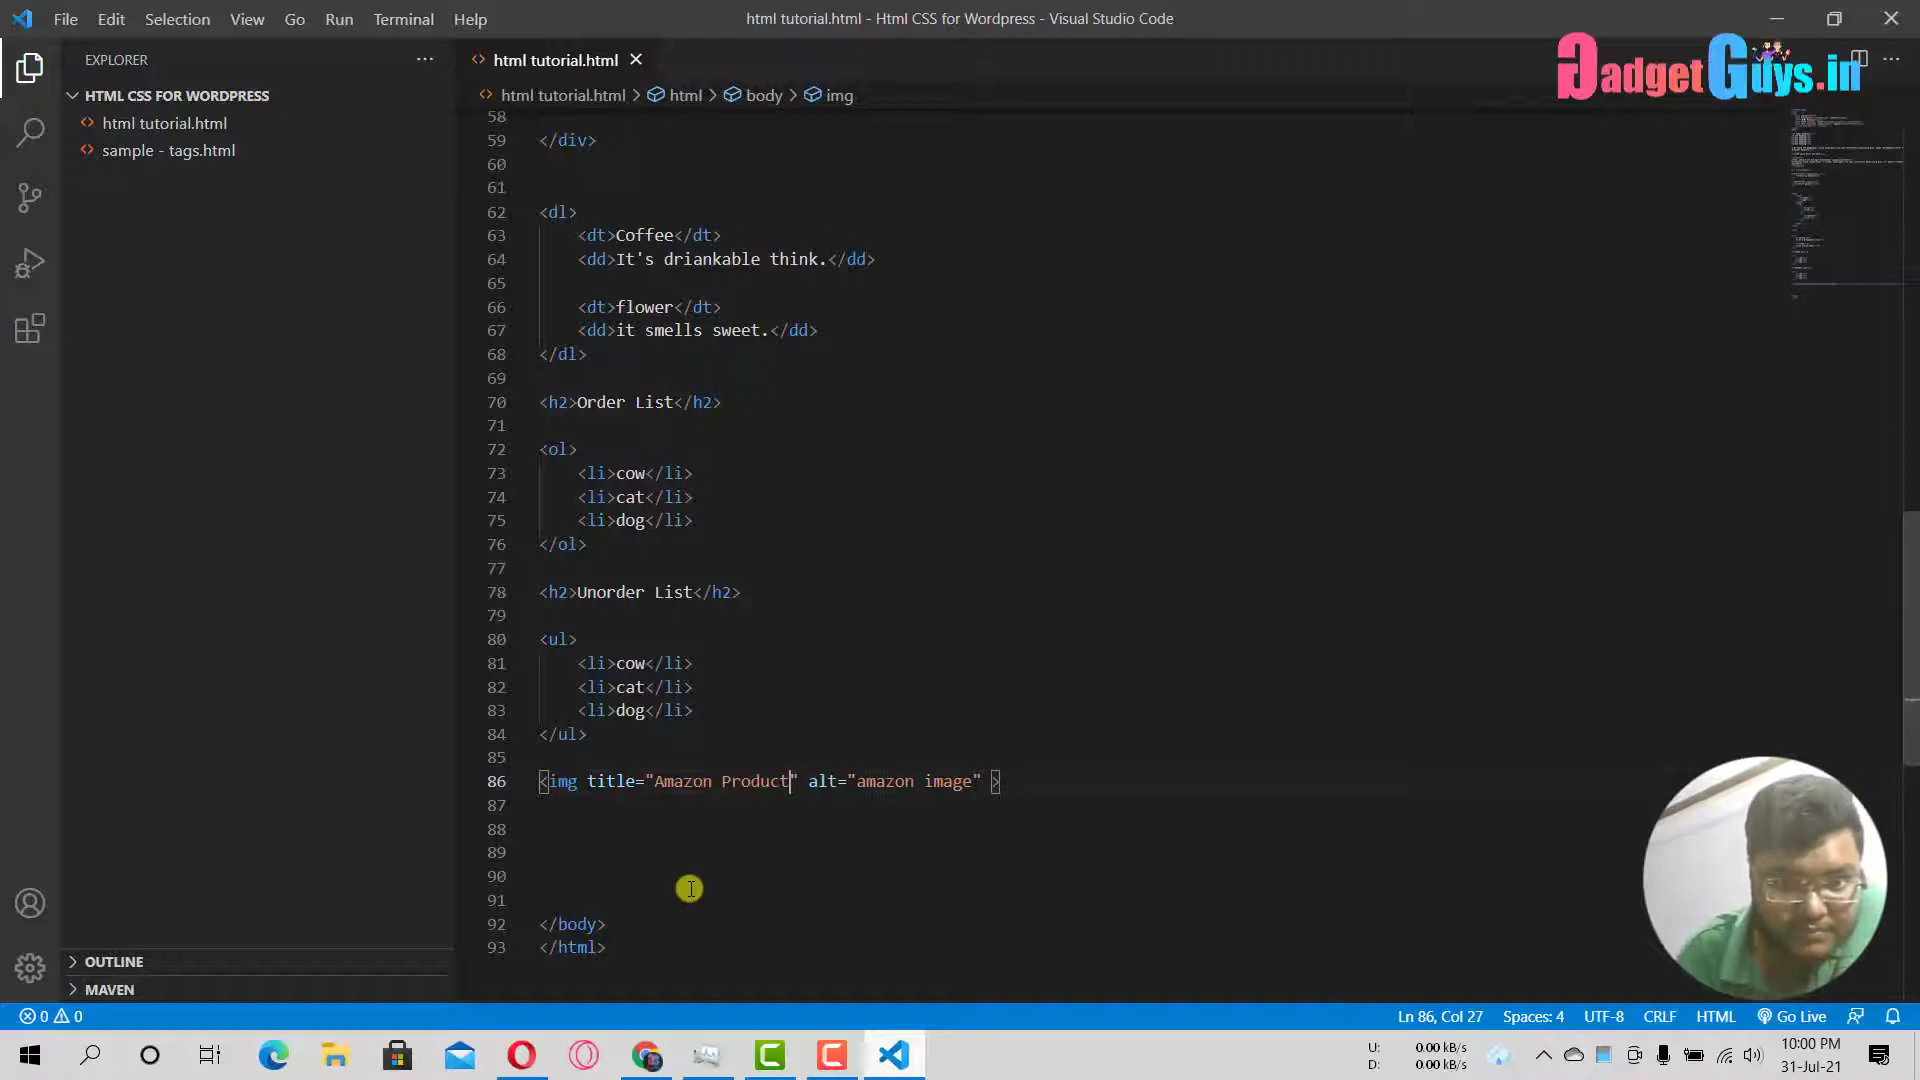 File Edit Selection View Go Run Terminal Help
html tutorial.html - Html CSS for Wordpress - Visual Studio Code
EXPLORER
html tutorial.html
GadgetGuys.in
HTML CSS FOR WORDPRESS
html tutorial.html > html > body > img
html tutorial.html
sample - tags.html
58
59 </div>
60
61
62 <dl>
63 <dt>Coffee</dt>
64 <dd>It's driankable think.</dd>
65
66 <dt>flower</dt>
67 <dd>it smells sweet.</dd>
68 </dl>
69
70 <h2>Order List</h2>
71
72 <ol>
73 <li>cow</li>
74 <li>cat</li>
75 <li>dog</li>
76 </ol>
77
78 <h2>Unorder List</h2>
79
80 <ul>
81 <li>cow</li>
82 <li>cat</li>
83 <li>dog</li>
84 </ul>
85
86 <img title="Amazon Product" alt="amazon image" >
87
88
89
90
91
92 </body>
93 </html>
OUTLINE
MAVEN
0 0
Ln 86, Col 27 Spaces: 4 UTF-8 CRLF HTML Go Live
U: 0.00 kB/s
D: 0.00 kB/s
10:00 PM
31-Jul-21